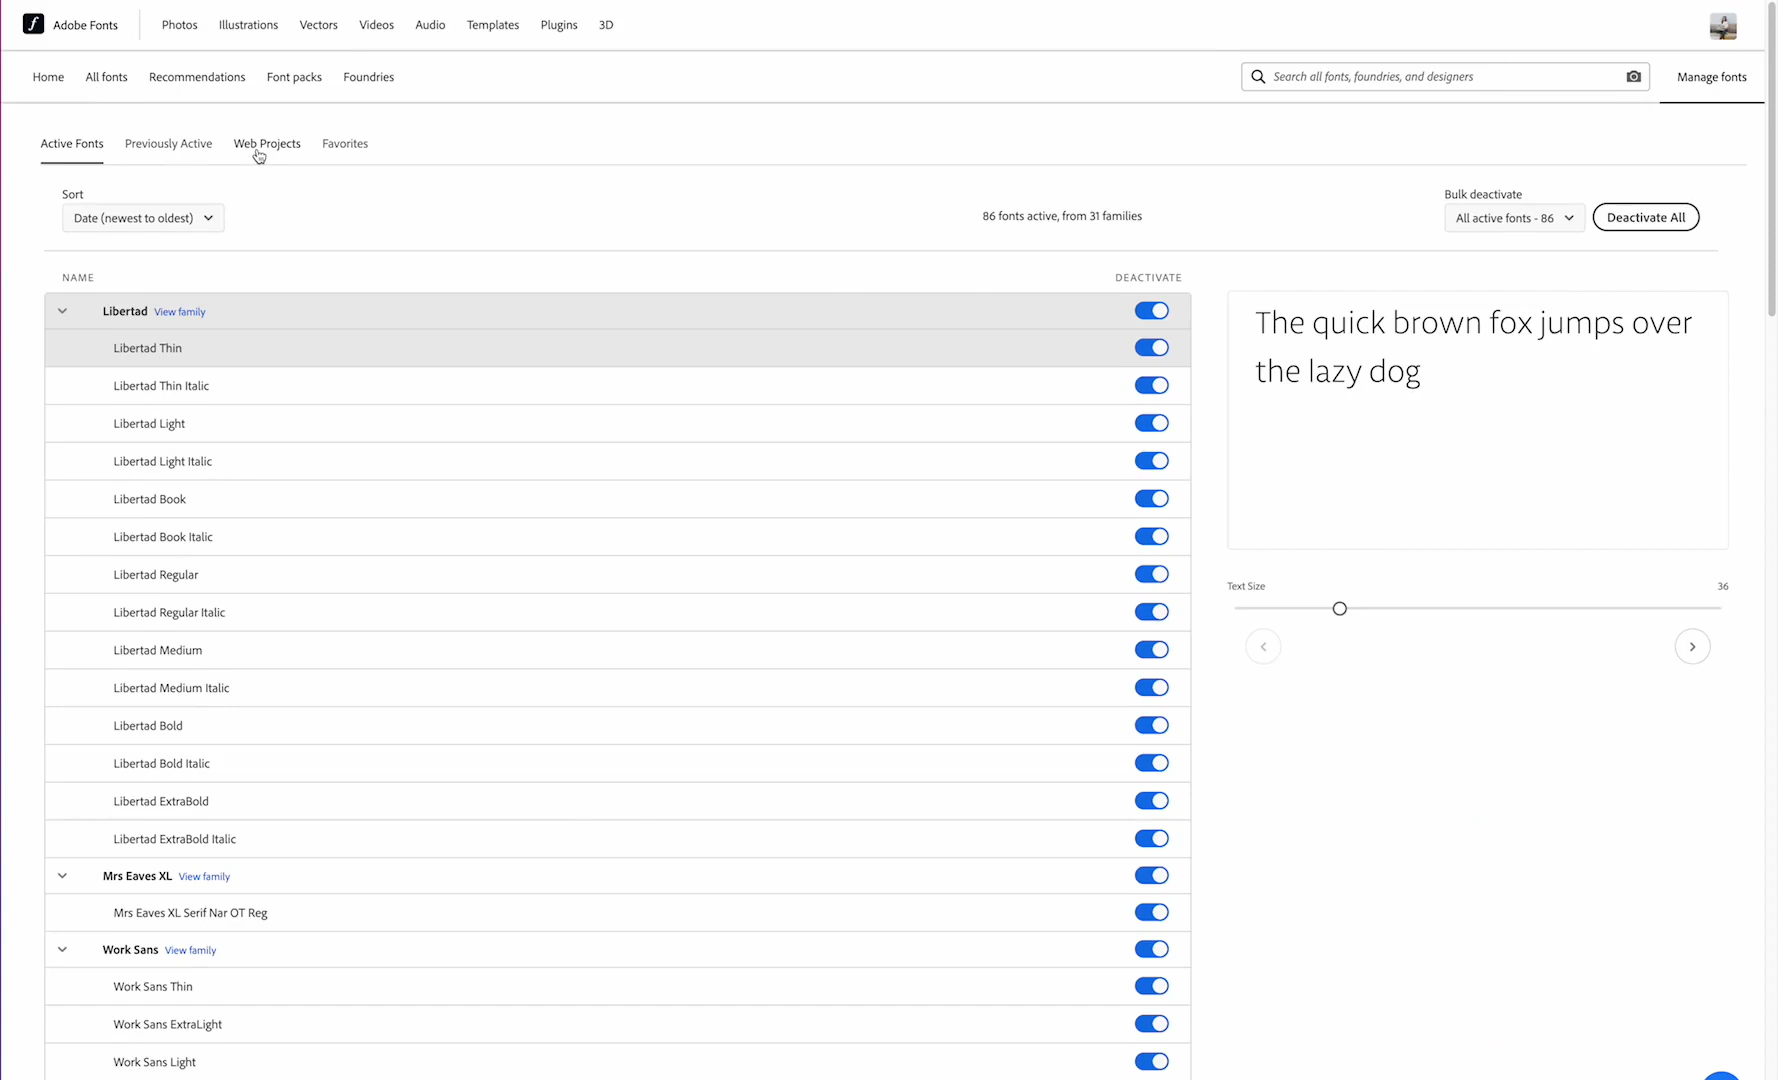 f Adobe Fonts Photos Illustrations Vectors Videos Audio Templates Plugins 3D
Home All fonts Recommendations Font packs Foundries Search all fonts, foundries, and designers Manage fonts
Active Fonts Previously Active Web Projects Favorites
Sort
Date (newest to oldest)
86 fonts active, from 31 families
Bulk deactivate
All active fonts - 86 Deactivate All
NAME DEACTIVATE
Libertad View family
Libertad Thin
Libertad Thin Italic
Libertad Light
Libertad Light Italic
Libertad Book
Libertad Book Italic
Libertad Regular
Libertad Regular Italic
Libertad Medium
Libertad Medium Italic
Libertad Bold
Libertad Bold Italic
Libertad ExtraBold
Libertad ExtraBold Italic
Mrs Eaves XL View family
Mrs Eaves XL Serif Nar OT Reg
Work Sans View family
Work Sans Thin
Work Sans ExtraLight
Work Sans Light
The quick brown fox jumps over
the lazy dog
Text Size 36